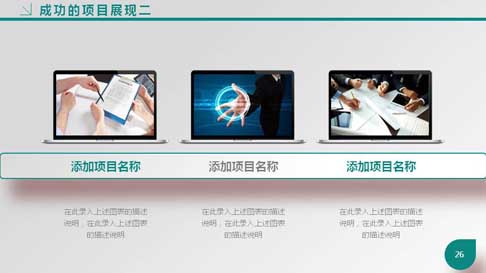 成功的项目展现二
添加项目名称
添加项目名称
添加项目名称
在此录入上述图表的描述
说明，在此录入上述图表
的描述说明
在此录入上述图表的描述
说明，在此录入上述图表
的描述说明
在此录入上述图表的描述
说明，在此录入上述图表
的描述说明
26